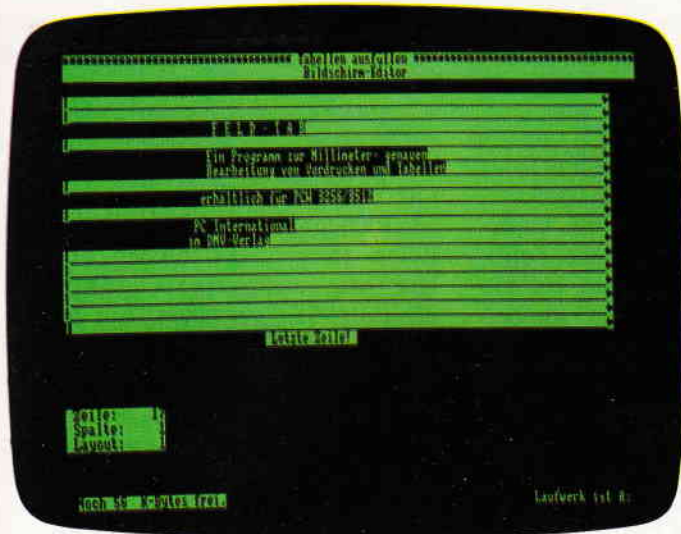 Tabellen ausfüllen
Bildschirm-Editor
F E L D - T A B
Ein Programm zur Millimeter- genauen
Bearbeitung von Vordrucken und Tabellen
erhältlich für PCW 8256/8512
PC International
im DMV-Verlag
Letzte Zeile!
Zeile:
Spalte:
Layout:
Noch 56 K-Bytes frei.
Laufwerk ist